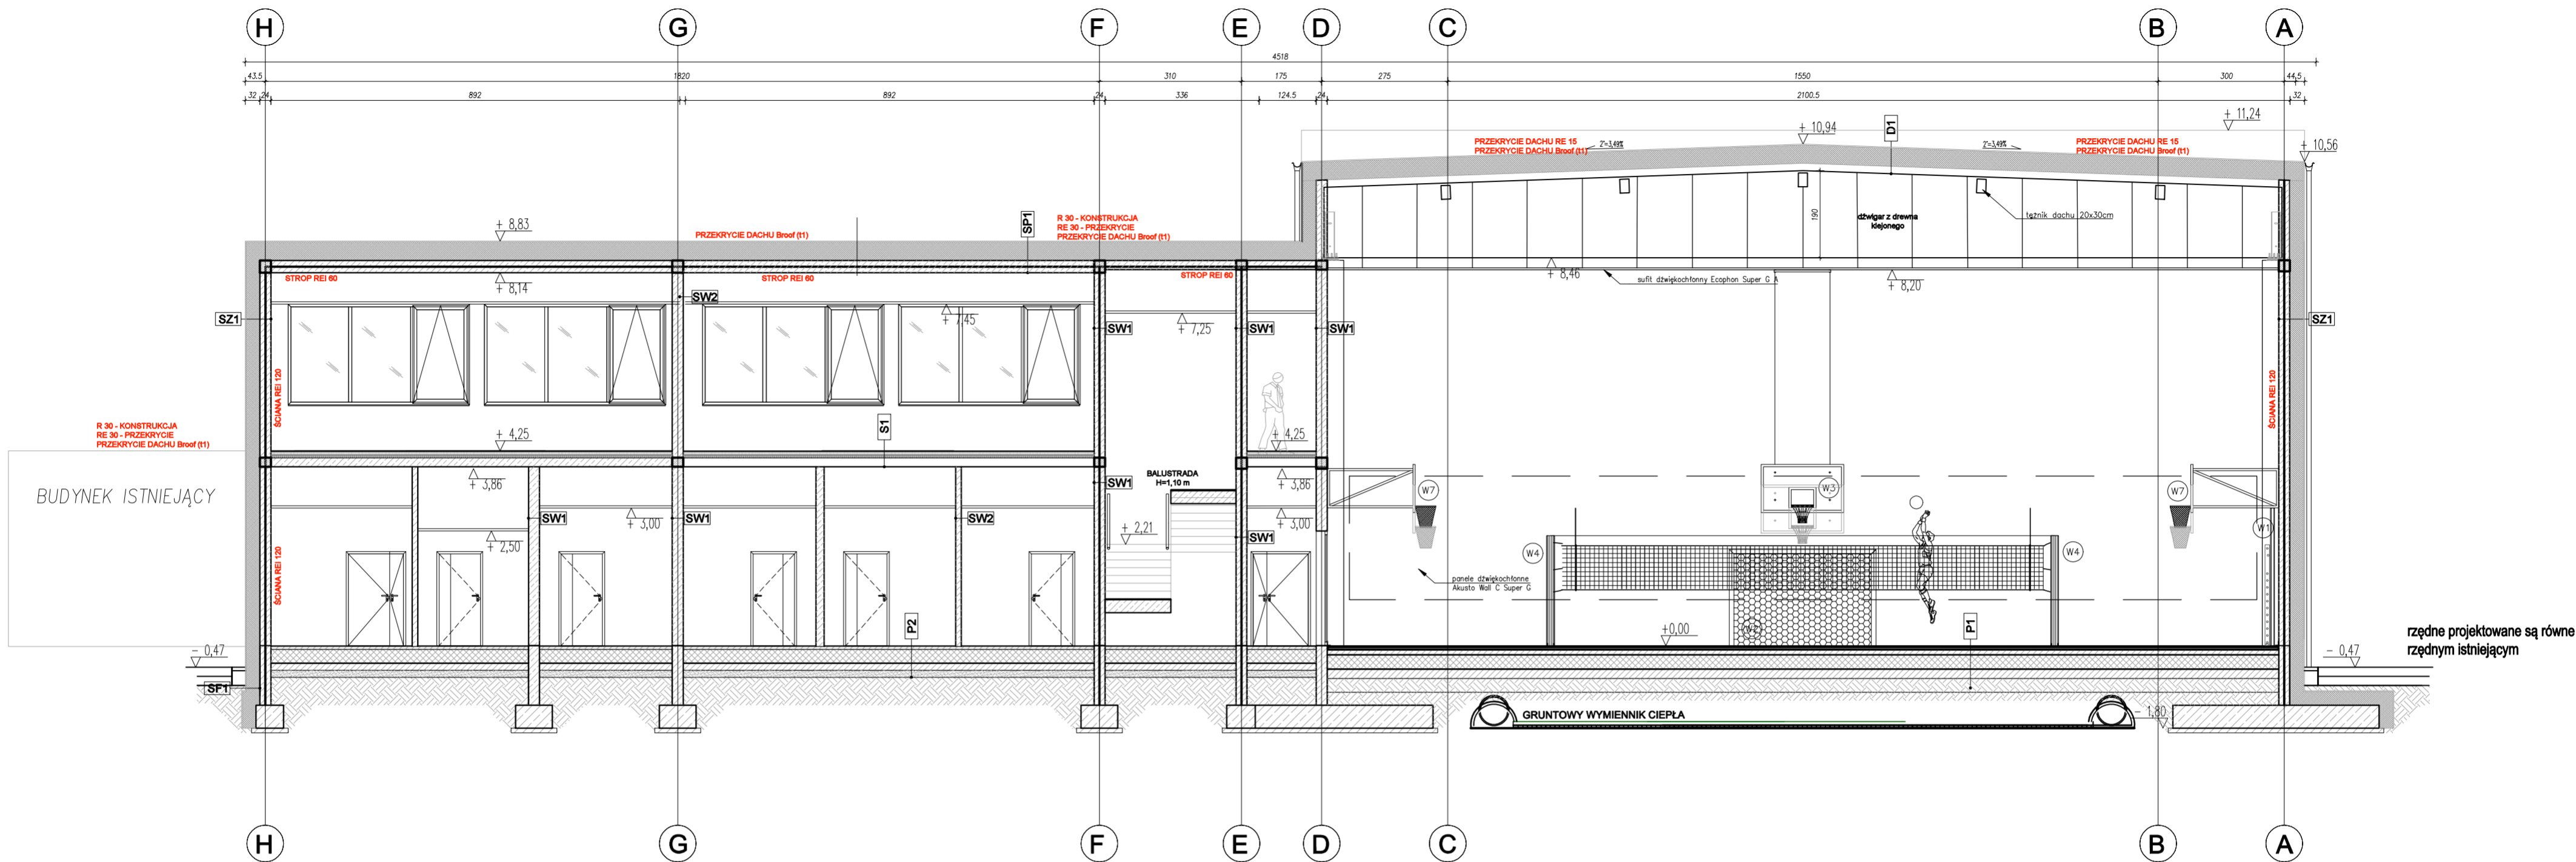 H
G
F
E
D
C
B
A
4518
43.5
1820
310
175
275
1550
300
44,5
32
24
892
892
24
336
124.5
24
2100.5
32
+ 11,24
+ 10,94
D1
PRZEKRYCIE DACHU RE 15
PRZEKRYCIE DACHU Broof (t1)
2°=3,49%
2°=3,49%
PRZEKRYCIE DACHU RE 15
PRZEKRYCIE DACHU Broof (t1)
+ 10,56
+ 8,83
PRZEKRYCIE DACHU Broof (t1)
SP1
R 30 - KONSTRUKCJA
RE 30 - PRZEKRYCIE
PRZEKRYCIE DACHU Broof (t1)
190
dźwigar z drewna
klejonego
tężnik dachu 20x30cm
STROP REI 60
+ 8,14
STROP REI 60
STROP REI 60
+ 8,46
sufit dźwiękochłonny Ecophon Super G A
+ 8,20
SZ1
SW2
+ 7,45
SW1
+ 7,25
SW1
SW1
SZ1
ŚCIANA REI 120
ŚCIANA REI 120
R 30 - KONSTRUKCJA
RE 30 - PRZEKRYCIE
PRZEKRYCIE DACHU Broof (t1)
+ 4,25
S1
+ 4,25
BUDYNEK ISTNIEJĄCY
+ 3,86
SW1
BALUSTRADA
H=1,10 m
+ 3,86
W7
W3
W7
SW1
+ 3,00
SW1
SW2
+ 2,21
+ 3,00
W1
+ 2,50
SW1
W4
W4
ŚCIANA REI 120
panele dźwiękochłonne
Akusto Wall C Super G
P2
+0,00
W2
P1
rzędne projektowane są równe
rzędnym istniejącym
- 0,47
- 0,47
SF1
GRUNTOWY WYMIENNIK CIEPŁA
- 1,80
H
G
F
E
D
C
B
A